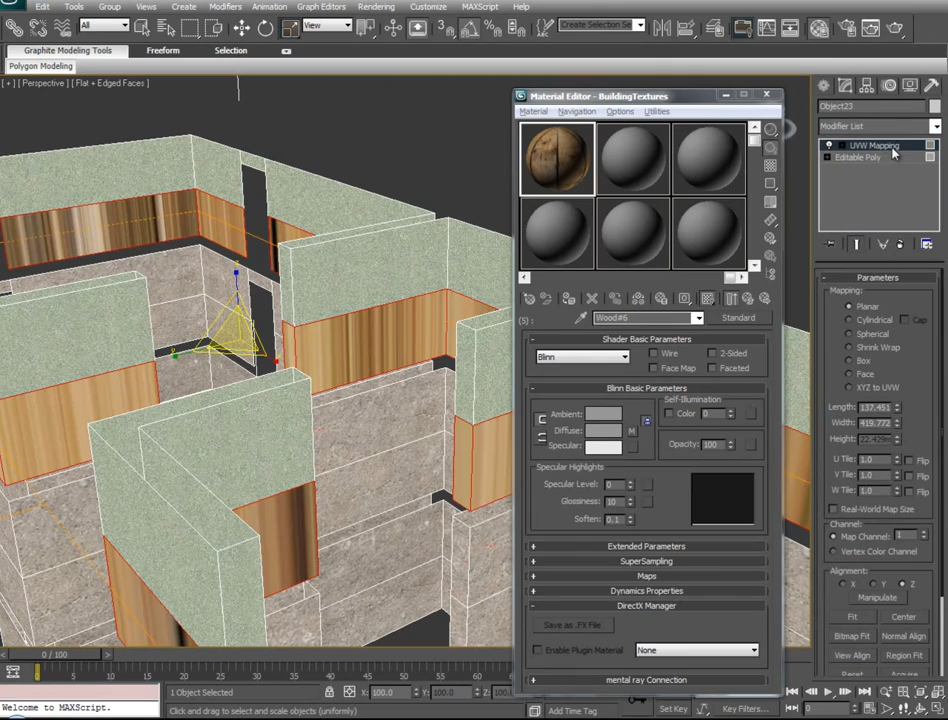 Edit Tools Group Views Create Modifiers Animation Graph Editors Rendering Customize MAXScript Help
All View Create Selection Se
Graphite Modeling Tools Freeform Selection
Polygon Modeling
[ + ] [ Perspective ] [ Flat + Edged Faces ]
Material Editor - BuildingTextures
Material Navigation Options Utilities
Object23
Modifier List
UVW Mapping
Editable Poly
(5) : Wood#6 Standard
Shader Basic Parameters
Blinn Wire 2-Sided
Face Map Faceted
Blinn Basic Parameters
Self-Illumination
Ambient: Color 0
Diffuse: M
Specular: Opacity: 100
Specular Highlights
Specular Level: 0
Glossiness: 10
Soften: 0.1
Extended Parameters
SuperSampling
Maps
Dynamics Properties
DirectX Manager
Save as .FX File
Enable Plugin Material None
mental ray Connection
Parameters
Mapping:
Planar
Cylindrical Cap
Spherical
Shrink Wrap
Box
Face
XYZ to UVW
Length: 137.451
Width: 419.772
Height:
U Tile: 1.0 Flip
V Tile: 1.0 Flip
W Tile: 1.0 Flip
Real-World Map Size
Channel:
Map Channel: 1
Vertex Color Channel
Alignment:
X Y Z
Manipulate
Fit Center
Bitmap Fit Normal Align
View Align Region Fit
Reset Acquire
0 / 100
50
1 Object Selected X: 100.0 Y: 100.0 Z: 100.0
Welcome to MAXScript. Click and drag to select and scale objects (uniformly) Add Time Tag Set Key Key Filters... 0